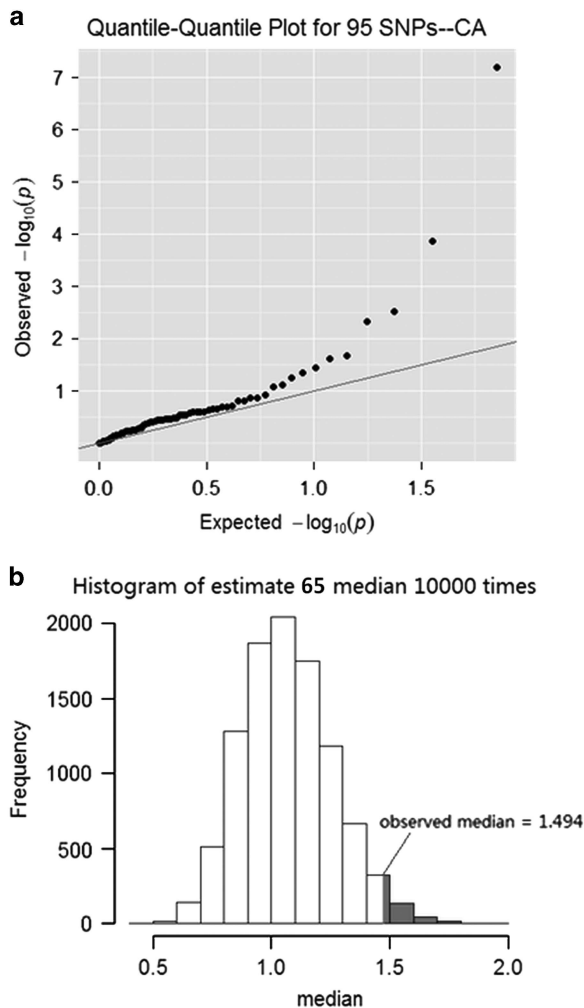 a
Quantile-Quantile Plot for 95 SNPs--CA
Observed −log10(p)
7
6
5
4
3
2
1
0.0 0.5 1.0 1.5
Expected −log10(p)
b
Histogram of estimate 65 median 10000 times
Frequency
2000
1500
1000
500
0
observed median = 1.494
0.5 1.0 1.5 2.0
median